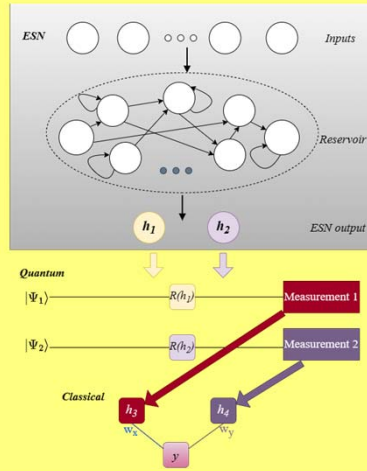 ESN
Inputs
Reservoir
h₁
h₂
ESN output
Quantum
|Ψ₁⟩
R(h₁)
Measurement 1
|Ψ₂⟩
R(h₂)
Measurement 2
Classical
h₃
h₄
wₓ
w_y
y